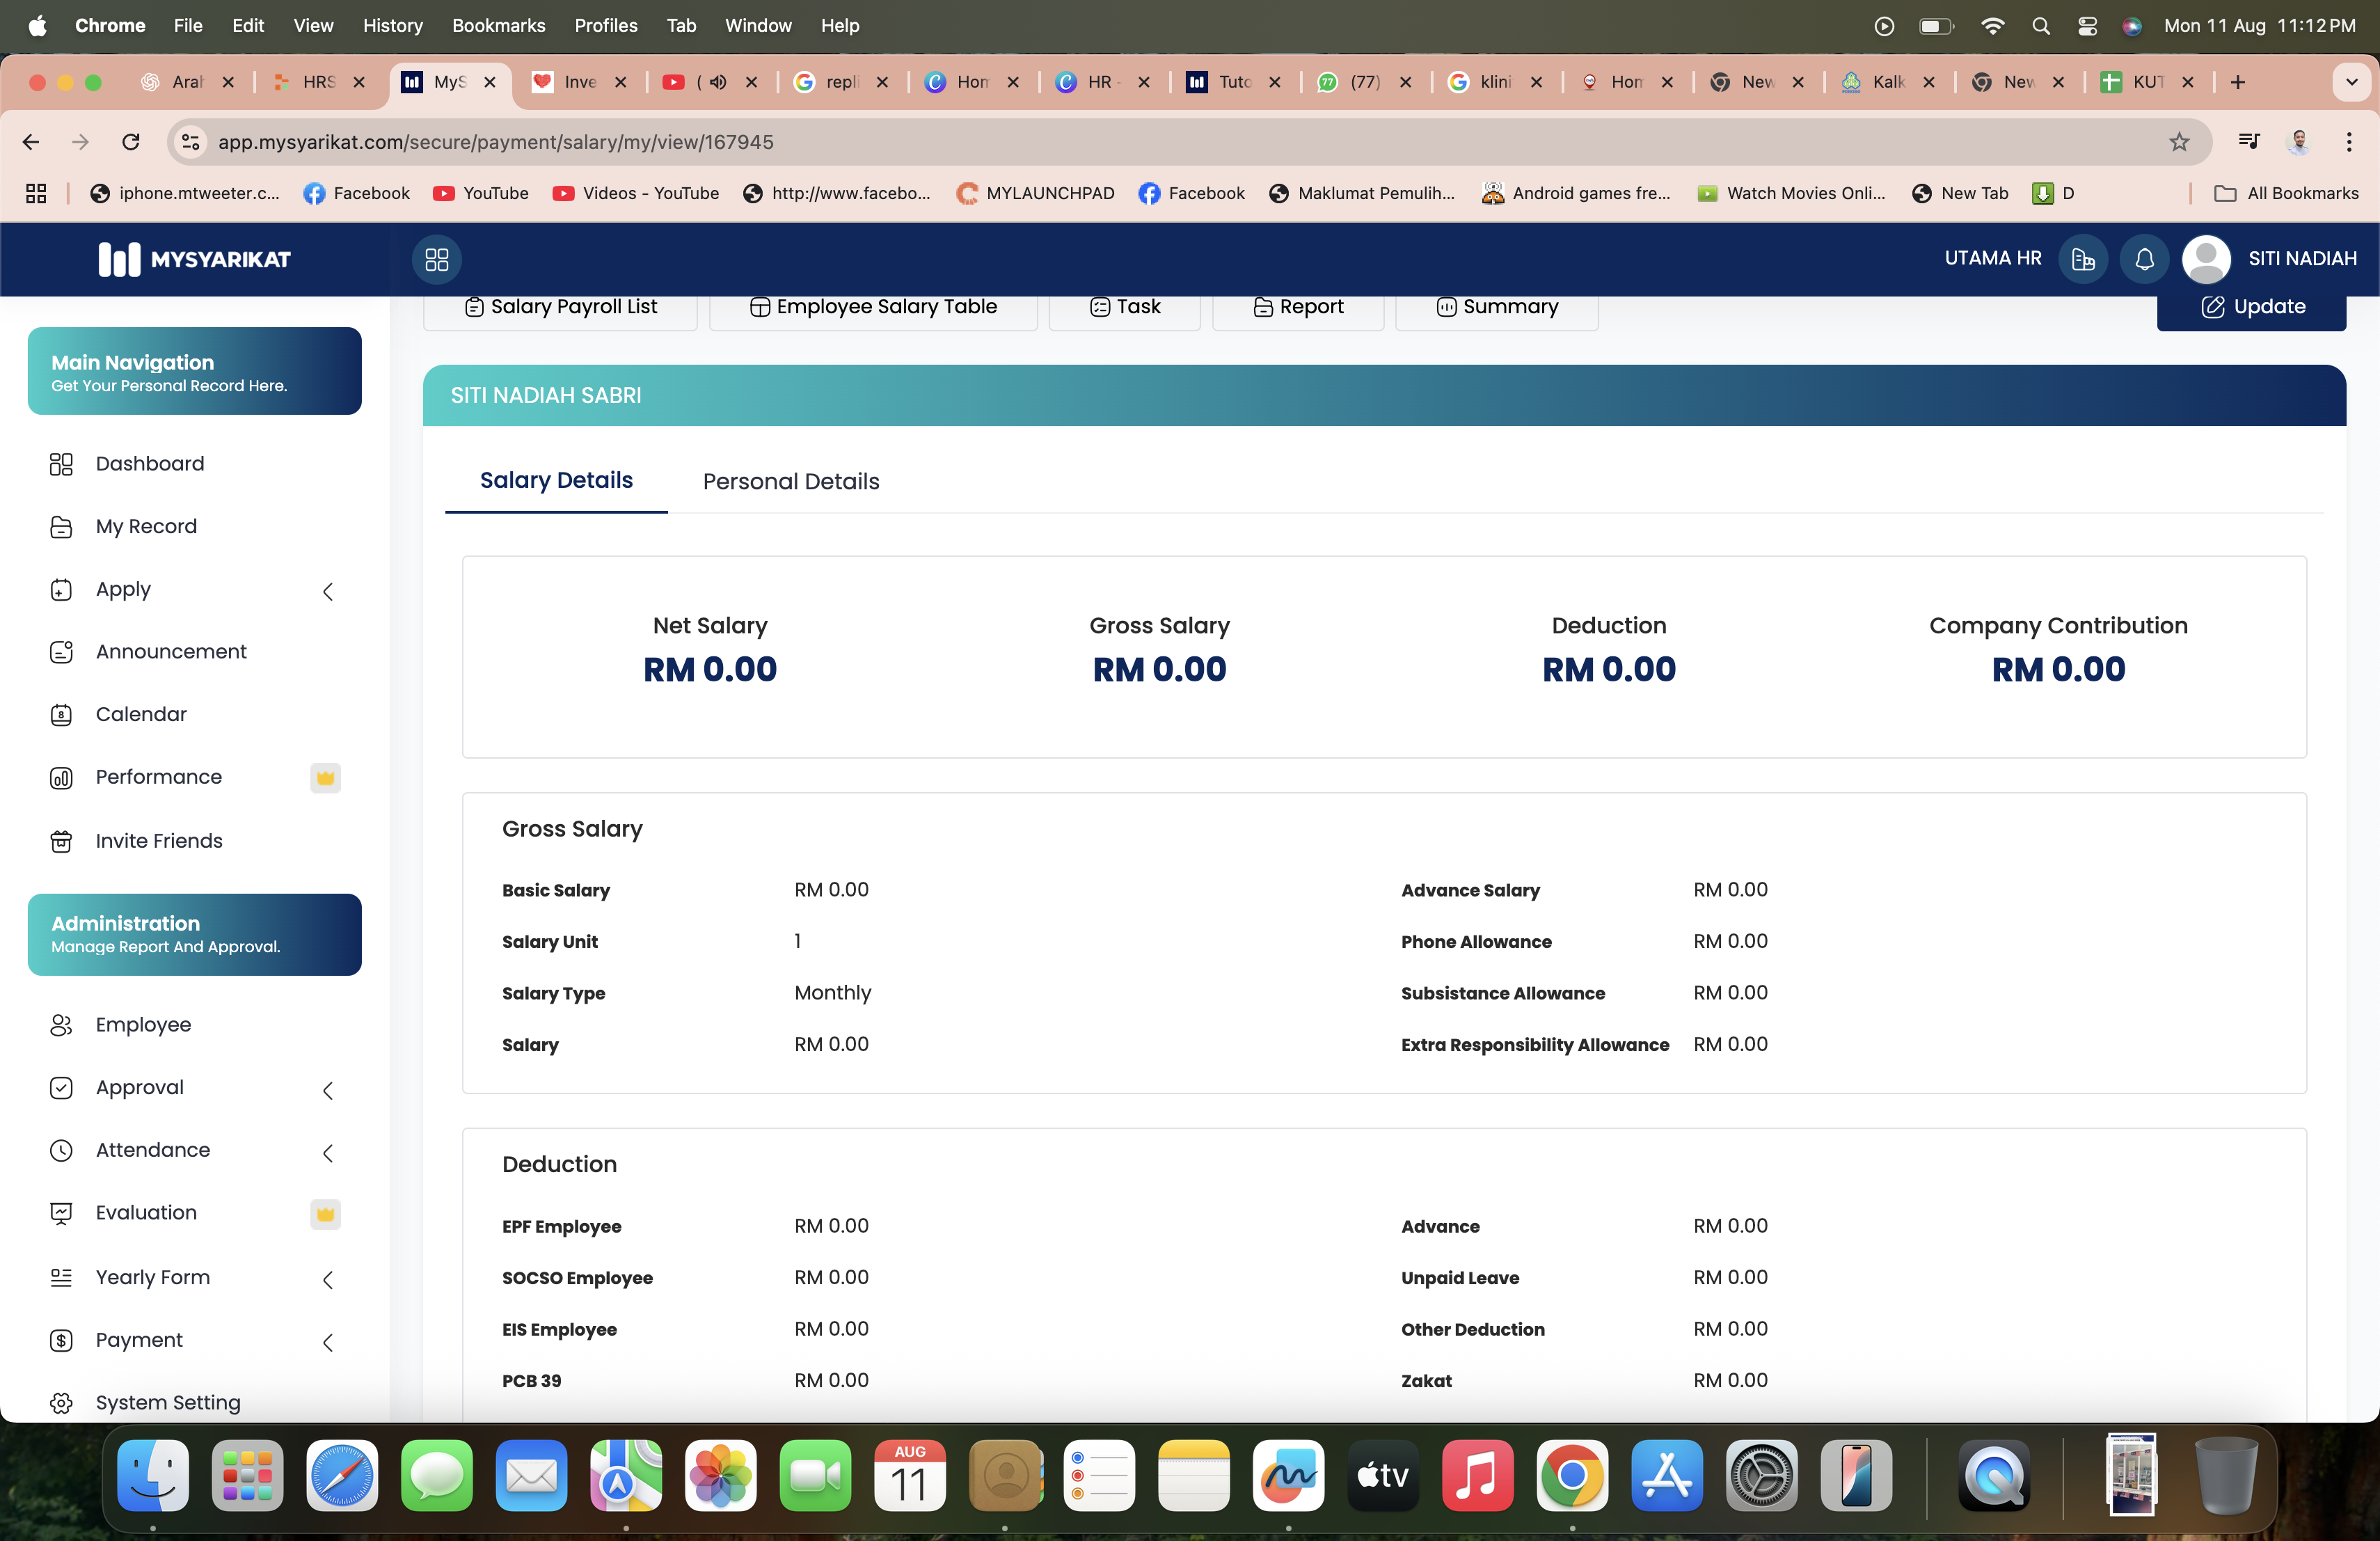 Chrome File Edit View History Bookmarks Profiles Tab Window Help Mon 11 Aug 11:12 PM
Aral HRS MyS Inve ( repli Hom HR - Tuto (77) klini Hom New Kalk New KUT
app.mysyarikat.com/secure/payment/salary/my/view/167945
iphone.mtweeter.c... Facebook YouTube Videos - YouTube http://www.facebo... MYLAUNCHPAD Facebook Maklumat Pemulih... Android games fre... Watch Movies Onli... New Tab D All Bookmarks
MYSYARIKAT UTAMA HR SITI NADIAH
Salary Payroll List Employee Salary Table Task Report Summary Update
Main Navigation
Get Your Personal Record Here.
Dashboard
My Record
Apply
Announcement
Calendar
8
Performance
Invite Friends
Administration
Manage Report And Approval.
Employee
Approval
Attendance
Evaluation
Yearly Form
Payment
System Setting
SITI NADIAH SABRI
Salary Details Personal Details
Net Salary Gross Salary Deduction Company Contribution
RM 0.00 RM 0.00 RM 0.00 RM 0.00
Gross Salary
Basic Salary RM 0.00 Advance Salary RM 0.00
Salary Unit 1 Phone Allowance RM 0.00
Salary Type Monthly Subsistance Allowance RM 0.00
Salary RM 0.00 Extra Responsibility Allowance RM 0.00
Deduction
EPF Employee RM 0.00 Advance RM 0.00
SOCSO Employee RM 0.00 Unpaid Leave RM 0.00
EIS Employee RM 0.00 Other Deduction RM 0.00
PCB 39 RM 0.00 Zakat RM 0.00
AUG
11
tv